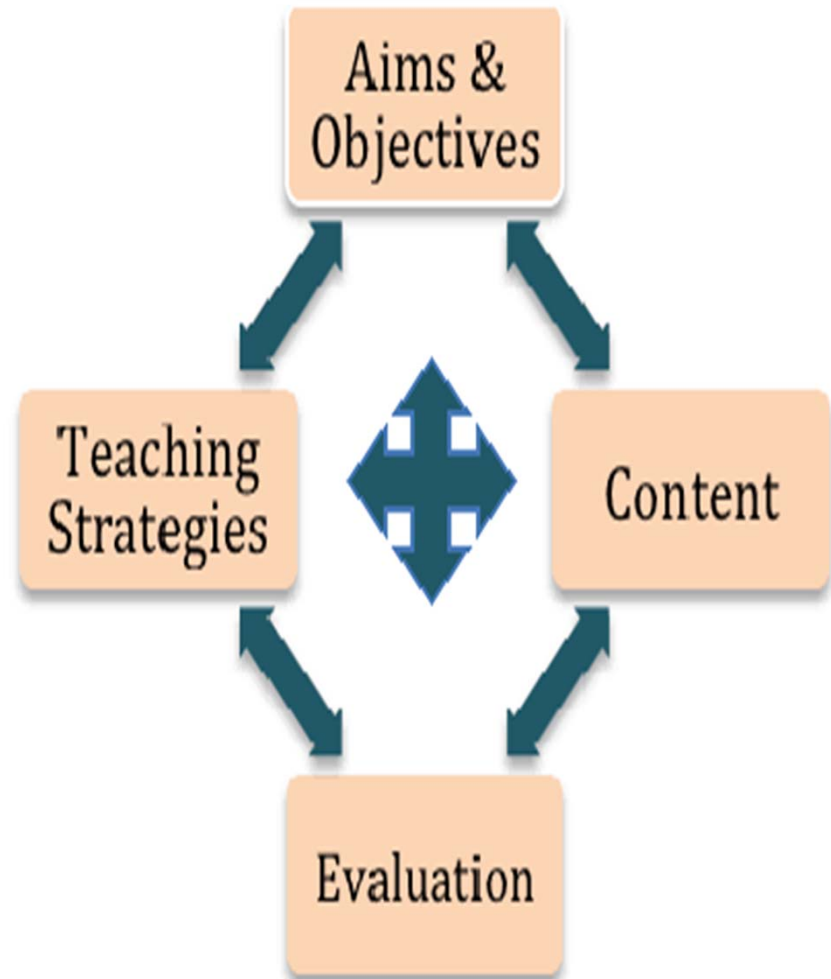 Aims &
Objectives
Teaching
Strategies
Content
Evaluation